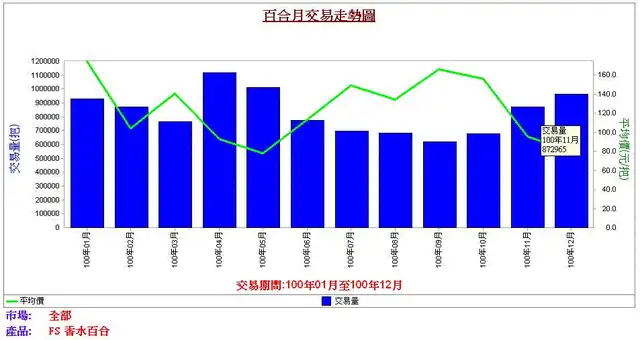 百合月交易走勢圖
交易量(把)
1200000
1100000
1000000
900000
800000
700000
600000
500000
400000
300000
200000
100000
0
160.0
140.0
120.0
100.0
80.0
60.0
40.0
20.0
0.0
平均價(元/把)
交易量
100年11月
872965
100年01月
100年02月
100年03月
100年04月
100年05月
100年06月
100年07月
100年08月
100年09月
100年10月
100年11月
100年12月
交易期間:100年01月至100年12月
平均價
交易量
市場: 全部
產品: FS 香水百合